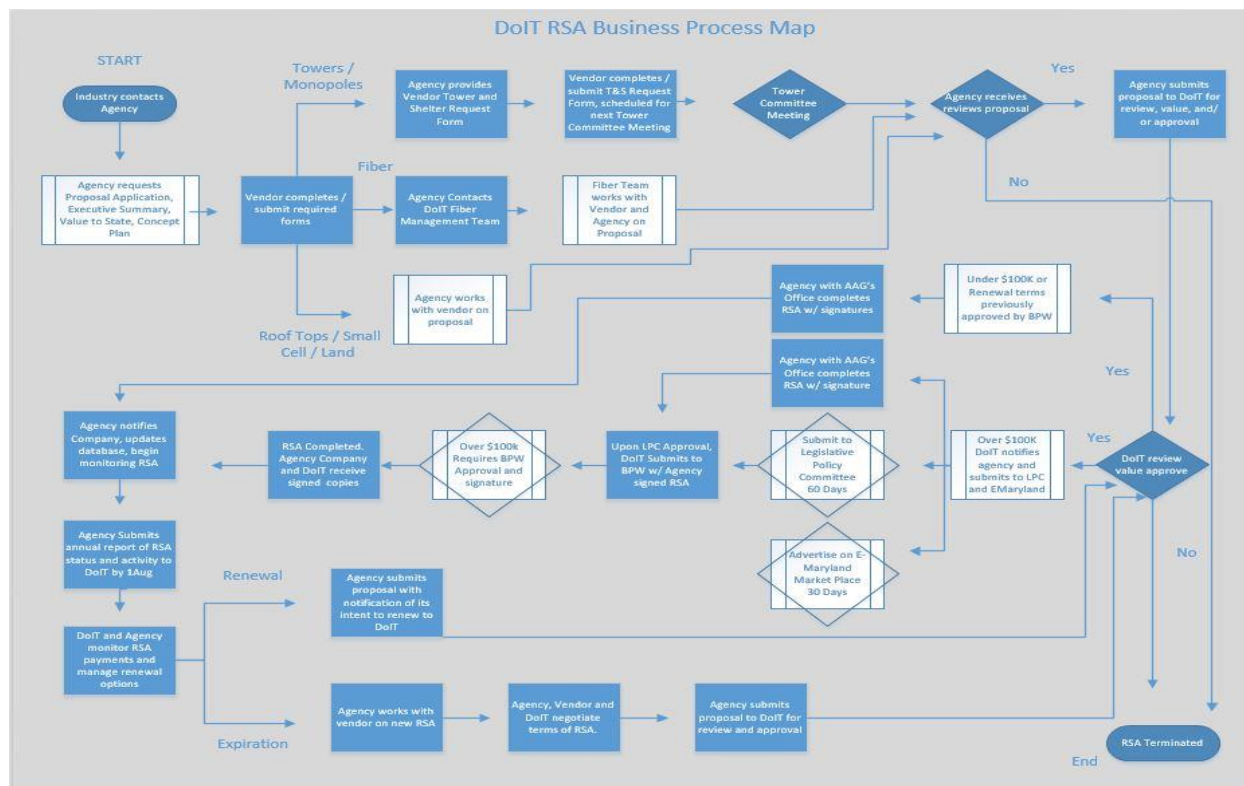 DoIT RSA Business Process Map
START
Industry contacts
Agency
Agency requests
Proposal Application,
Executive Summary,
Value to State, Concept
Plan
Vendor completes /
submit required
forms
Towers /
Monopoles
Agency provides
Vendor Tower and
Shelter Request
Form
Vendor completes /
submit T&S Request
Form, scheduled for
next Tower
Committee Meeting
Tower
Committee
Meeting
Agency receives
reviews proposal
Yes
Agency submits
proposal to DoIT for
review, value, and/
or approval
No
Fiber
Agency Contacts
DoIT Fiber
Management Team
Fiber Team
works with
Vendor and
Agency on
Proposal
Roof Tops / Small
Cell / Land
Agency works
with vendor on
proposal
Agency with AAG's
Office completes
RSA w/ signatures
Under $100K or
Renewal terms
previously
approved by BPW
Yes
Agency with AAG's
Office completes
RSA w/ signature
Agency notifies
Company, updates
database, begin
monitoring RSA
RSA Completed.
Agency Company
and DoIT receive
signed copies
Over $100k
Requires BPW
Approval and
signature
Upon LPC Approval,
DoIT Submits to
BPW w/ Agency
signed RSA
Submit to
Legislative
Policy
Committee
60 Days
Over $100K
DoIT notifies
agency and
submits to LPC
and EMaryland
Yes
DoIT review
value approve
No
Advertise on E-
Maryland
Market Place
30 Days
Agency Submits
annual report of RSA
status and activity to
DoIT by 1Aug
DoIT and Agency
monitor RSA
payments and
manage renewal
options
Renewal
Agency submits
proposal with
notification of its
intent to renew to
DoIT
Expiration
Agency works with
vendor on new RSA
Agency, Vendor and
DoIT negotiate
terms of RSA.
Agency submits
proposal to DoIT for
review and approval
RSA Terminated
End